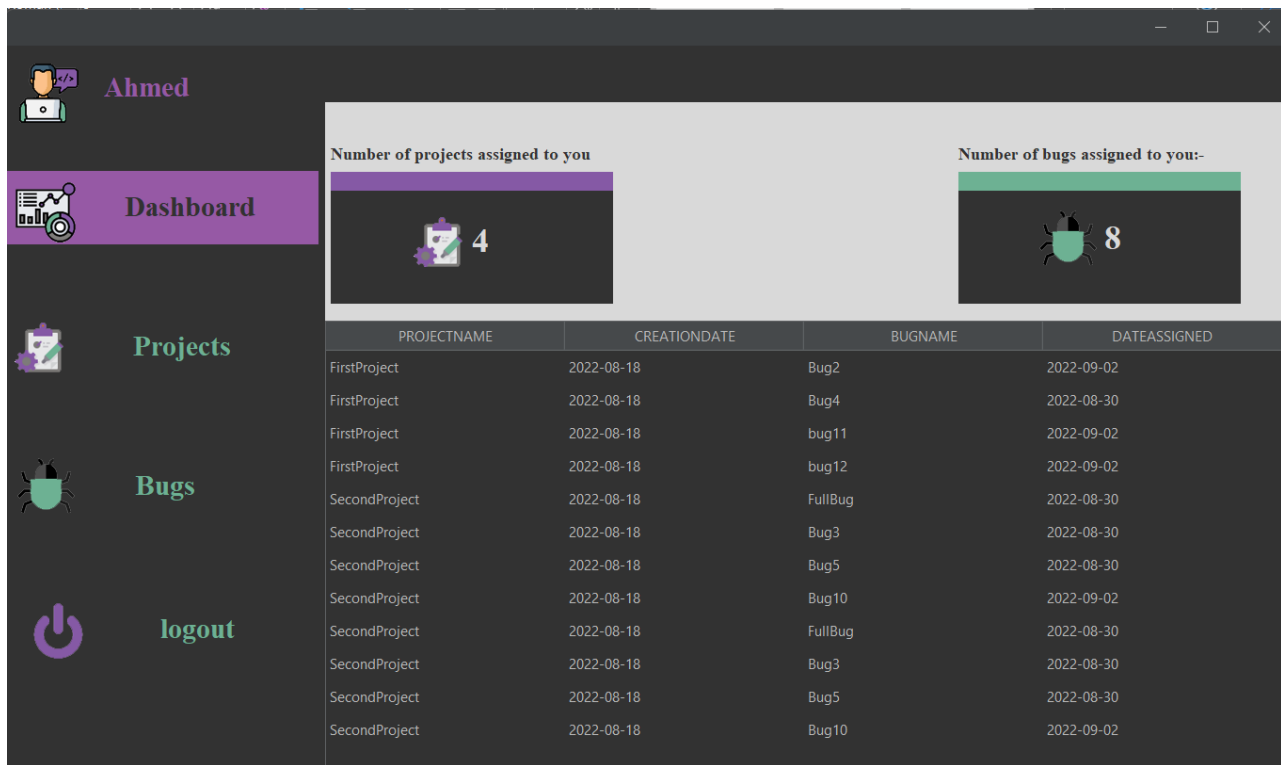 Ahmed
Dashboard
Projects
Bugs
logout
Number of projects assigned to you
4
Number of bugs assigned to you:-
8
PROJECTNAME CREATIONDATE BUGNAME DATEASSIGNED
FirstProject 2022-08-18 Bug2 2022-09-02
FirstProject 2022-08-18 Bug4 2022-08-30
FirstProject 2022-08-18 bug11 2022-09-02
FirstProject 2022-08-18 bug12 2022-09-02
SecondProject 2022-08-18 FullBug 2022-08-30
SecondProject 2022-08-18 Bug3 2022-08-30
SecondProject 2022-08-18 Bug5 2022-08-30
SecondProject 2022-08-18 Bug10 2022-09-02
SecondProject 2022-08-18 FullBug 2022-08-30
SecondProject 2022-08-18 Bug3 2022-08-30
SecondProject 2022-08-18 Bug5 2022-08-30
SecondProject 2022-08-18 Bug10 2022-09-02